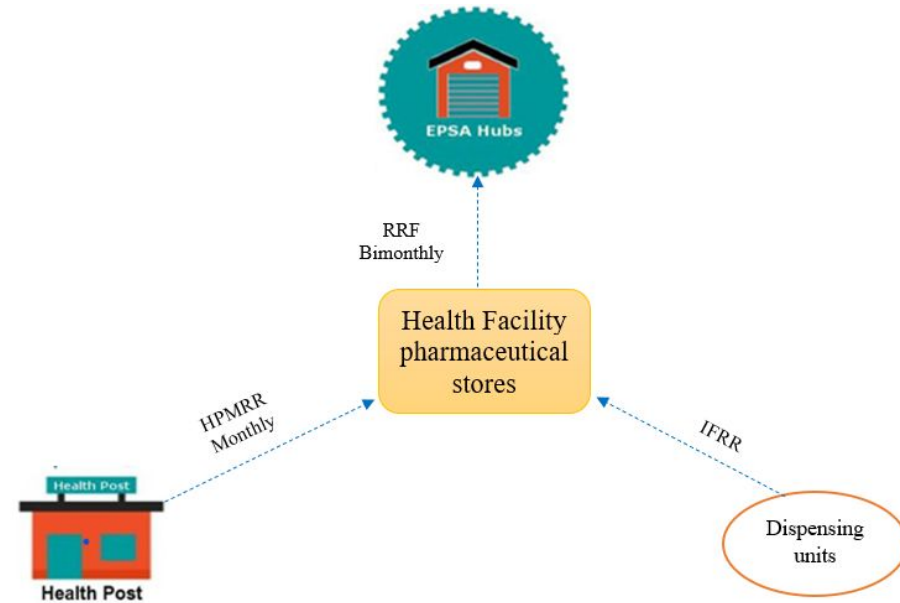 EPSA Hubs
RRF
Bimonthly
Health Facility
pharmaceutical
stores
HPMRR
Monthly
IFRR
Health Post
Health Post
Dispensing
units